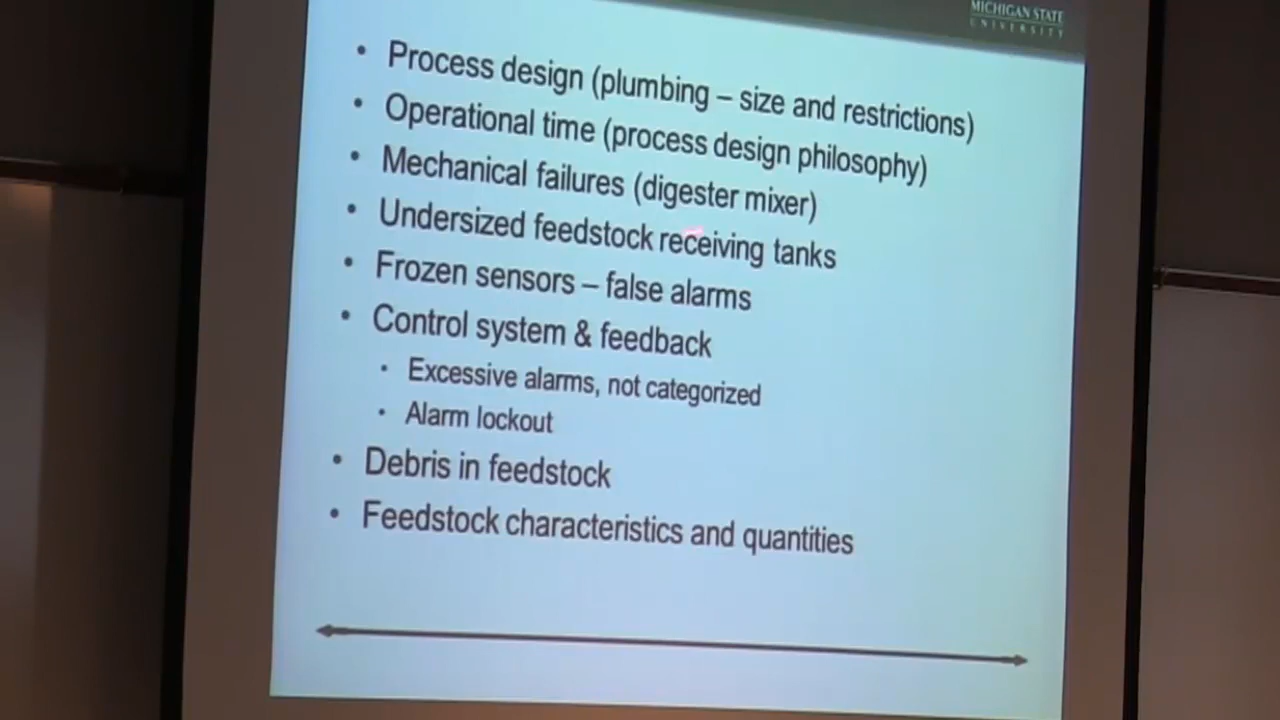 MICHIGAN STATE
UNIVERSITY
• Process design (plumbing – size and restrictions)
• Operational time (process design philosophy)
• Mechanical failures (digester mixer)
• Undersized feedstock receiving tanks
• Frozen sensors – false alarms
• Control system & feedback
• Excessive alarms, not categorized
• Alarm lockout
• Debris in feedstock
• Feedstock characteristics and quantities